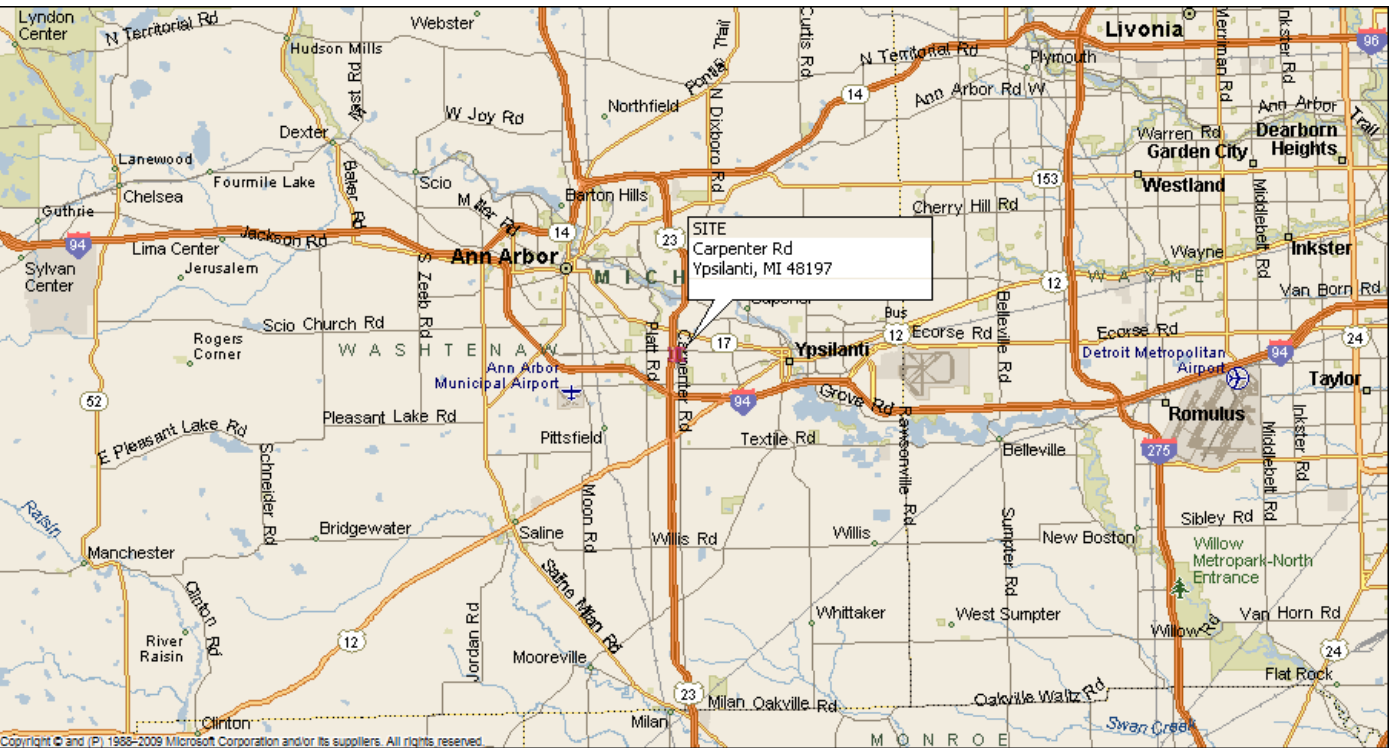 Lyndon
Center
N Territorial Rd
Webster
Hudson Mills
West Rd
Pontiac Trail
Curtis Rd
N Territorial Rd
Livonia
Merriman Rd
Inkster Rd
96
Plymouth
14
Ann Arbor Rd W
Ann Arbor
Trail
Northfield
N Dixboro Rd
W Joy Rd
Dexter
Warren Rd
Dearborn
Heights
Garden City
Lanewood
Fourmile Lake
Chelsea
Baker Rd
Scio
Barton Hills
153
Westland
Middlebelt Rd
Guthrie
Miller Rd
Cherry Hill Rd
94
Lima Center
Jackson Rd
14
23
SITE
Carpenter Rd
Ypsilanti, MI 48197
Inkster
Wayne
Ann Arbor
Sylvan
Center
Jerusalem
S Zeeb Rd
MICH
WAYNE
12
Van Born Rd
Superior
Belleville Rd
Scio Church Rd
Platt Rd
Carpenter Rd
17
Bus
12
Ecorse Rd
Ecorse Rd
24
Rogers
Corner
WASHTENAW
Ypsilanti
Detroit Metropolitan
Airport
94
Ann Arbor
Municipal Airport
Taylor
52
94
Grove Rd
Romulus
Pleasant Lake Rd
E Pleasant Lake Rd
Pittsfield
Textile Rd
Rawsonville Rd
Belleville
275
Middlebelt Rd
Inkster Rd
Schneider Rd
Moon Rd
Raisin
Bridgewater
Saline
Willis Rd
Willis
Sumpter Rd
New Boston
Sibley Rd
Manchester
Willow
Metropark-North
Entrance
Saline Milan Rd
Clinton Rd
Jordan Rd
Whittaker
West Sumpter
Van Horn Rd
River
Raisin
12
Willow Rd
24
Mooreville
Flat Rock
23
Milan Oakville Rd
Oakville Waltz Rd
Clinton
Milan
Swan Creek
MONROE
Copyright © and (P) 1988–2009 Microsoft Corporation and/or its suppliers. All rights reserved.